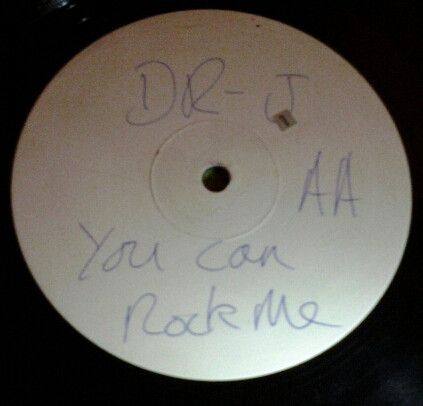 DR-J
AA
You can
Rock Me